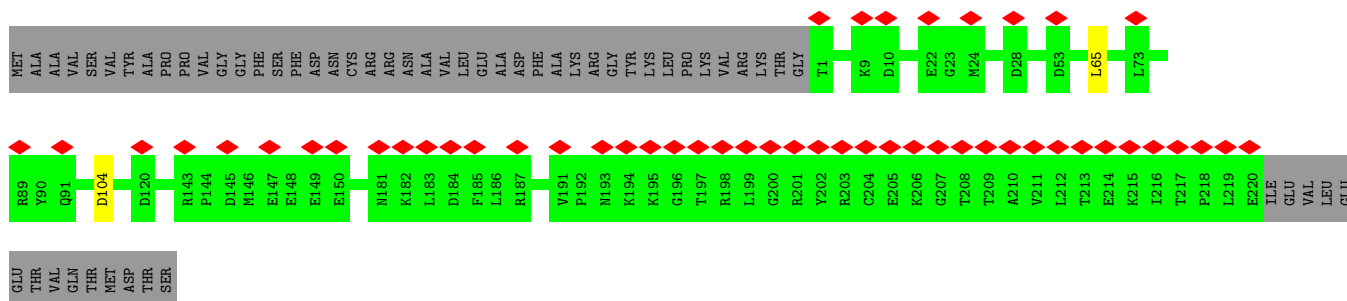 MET ALA ALA VAL SER VAL TYR ALA PRO PRO VAL GLY GLY PHE SER PHE ASP ASN CYS ARG ARG ASN ALA VAL LEU GLU ALA ASP PHE ALA LYS ARG GLY TYR LYS LEU PRO LYS VAL ARG LYS THR GLY T1 K9 D10 E22 G23 M24 D28 D53 L65 L73
R89 Y90 Q91 D104 D120 R143 P144 D145 M146 E147 E148 E149 E150 N181 K182 L183 D184 F185 L186 R187 V191 P192 N193 K194 K195 G196 T197 R198 L199 G200 R201 Y202 R203 C204 E205 K206 G207 T208 T209 A210 V211 L212 T213 E214 K215 I216 T217 P218 L219 E220 ILE GLU VAL LEU GLU
GLU THR VAL GLN THR MET ASP THR SER